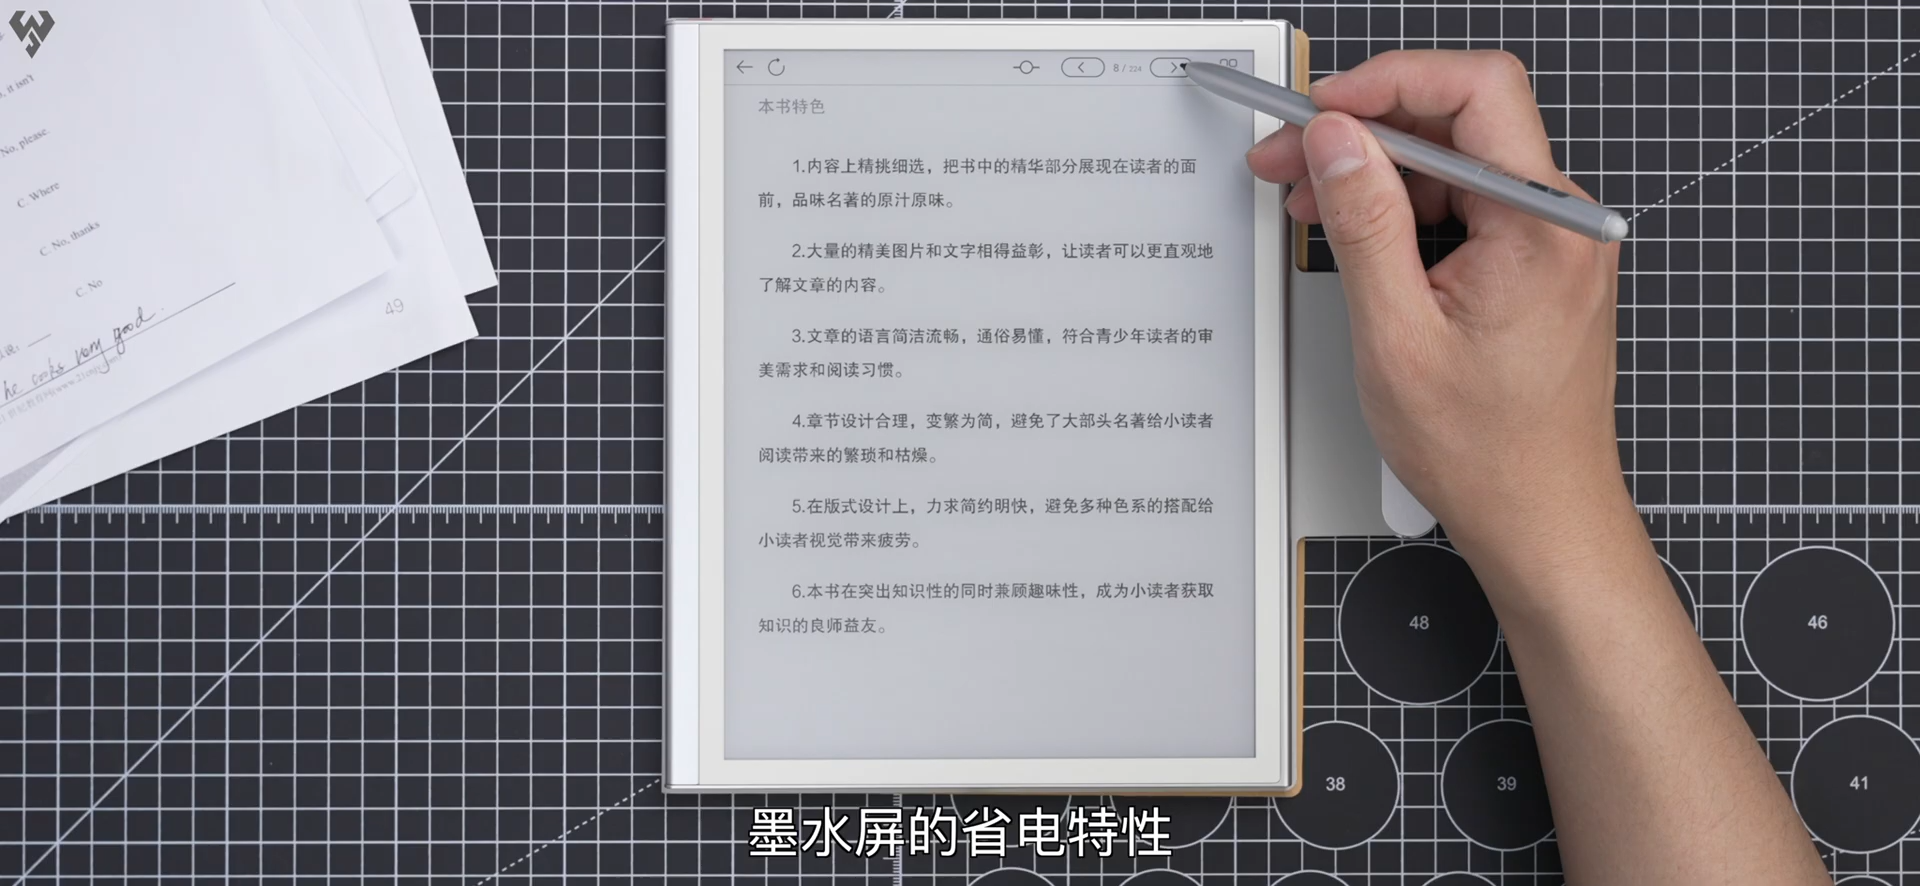 , it isn't
No, please.
C. Where
C. No, thanks
C. No
49
he cooks very good.
8 / 224
本书特色
1.内容上精挑细选，把书中的精华部分展现在读者的面
前，品味名著的原汁原味。
2.大量的精美图片和文字相得益彰，让读者可以更直观地
了解文章的内容。
3.文章的语言简洁流畅，通俗易懂，符合青少年读者的审
美需求和阅读习惯。
4.章节设计合理，变繁为简，避免了大部头名著给小读者
阅读带来的繁琐和枯燥。
5.在版式设计上，力求简约明快，避免多种色系的搭配给
小读者视觉带来疲劳。
6.本书在突出知识性的同时兼顾趣味性，成为小读者获取
知识的良师益友。
48
46
38
39
41
墨水屏的省电特性